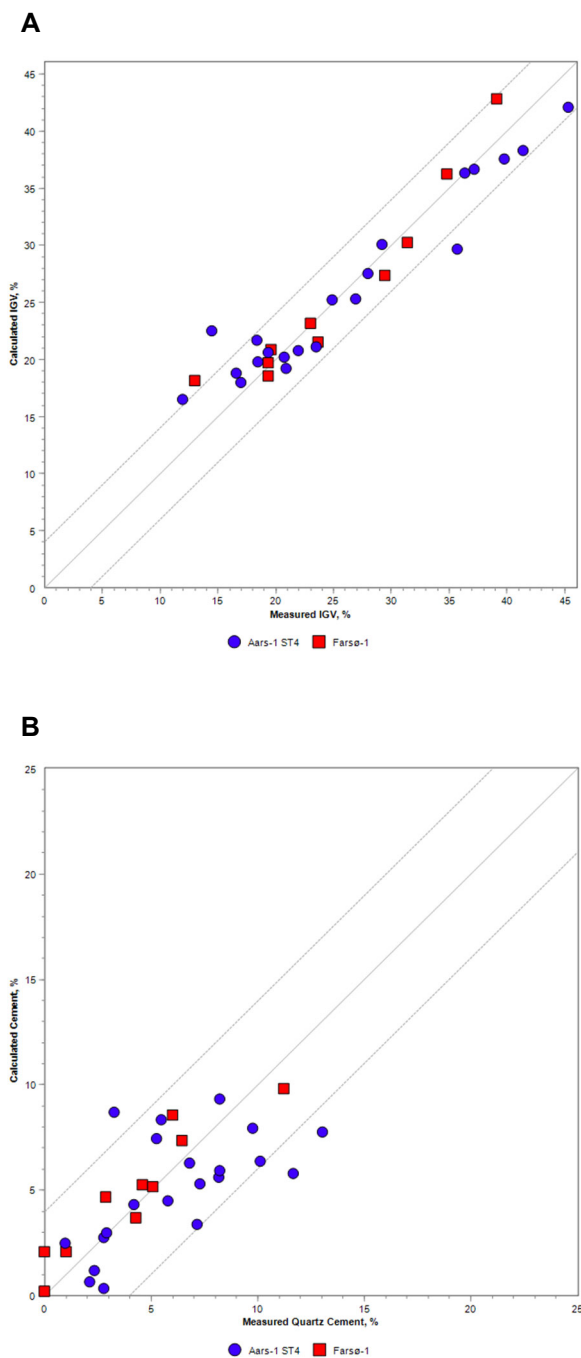 A
45
40
35
30
25
20
15
10
5
0
Calculated IGV, %
0 5 10 15 20 25 30 35 40 45
Measured IGV, %
Aars-1 ST4 Farsø-1
B
25
20
15
10
5
0
Calculated Cement, %
0 5 10 15 20 25
Measured Quartz Cement, %
Aars-1 ST4 Farsø-1